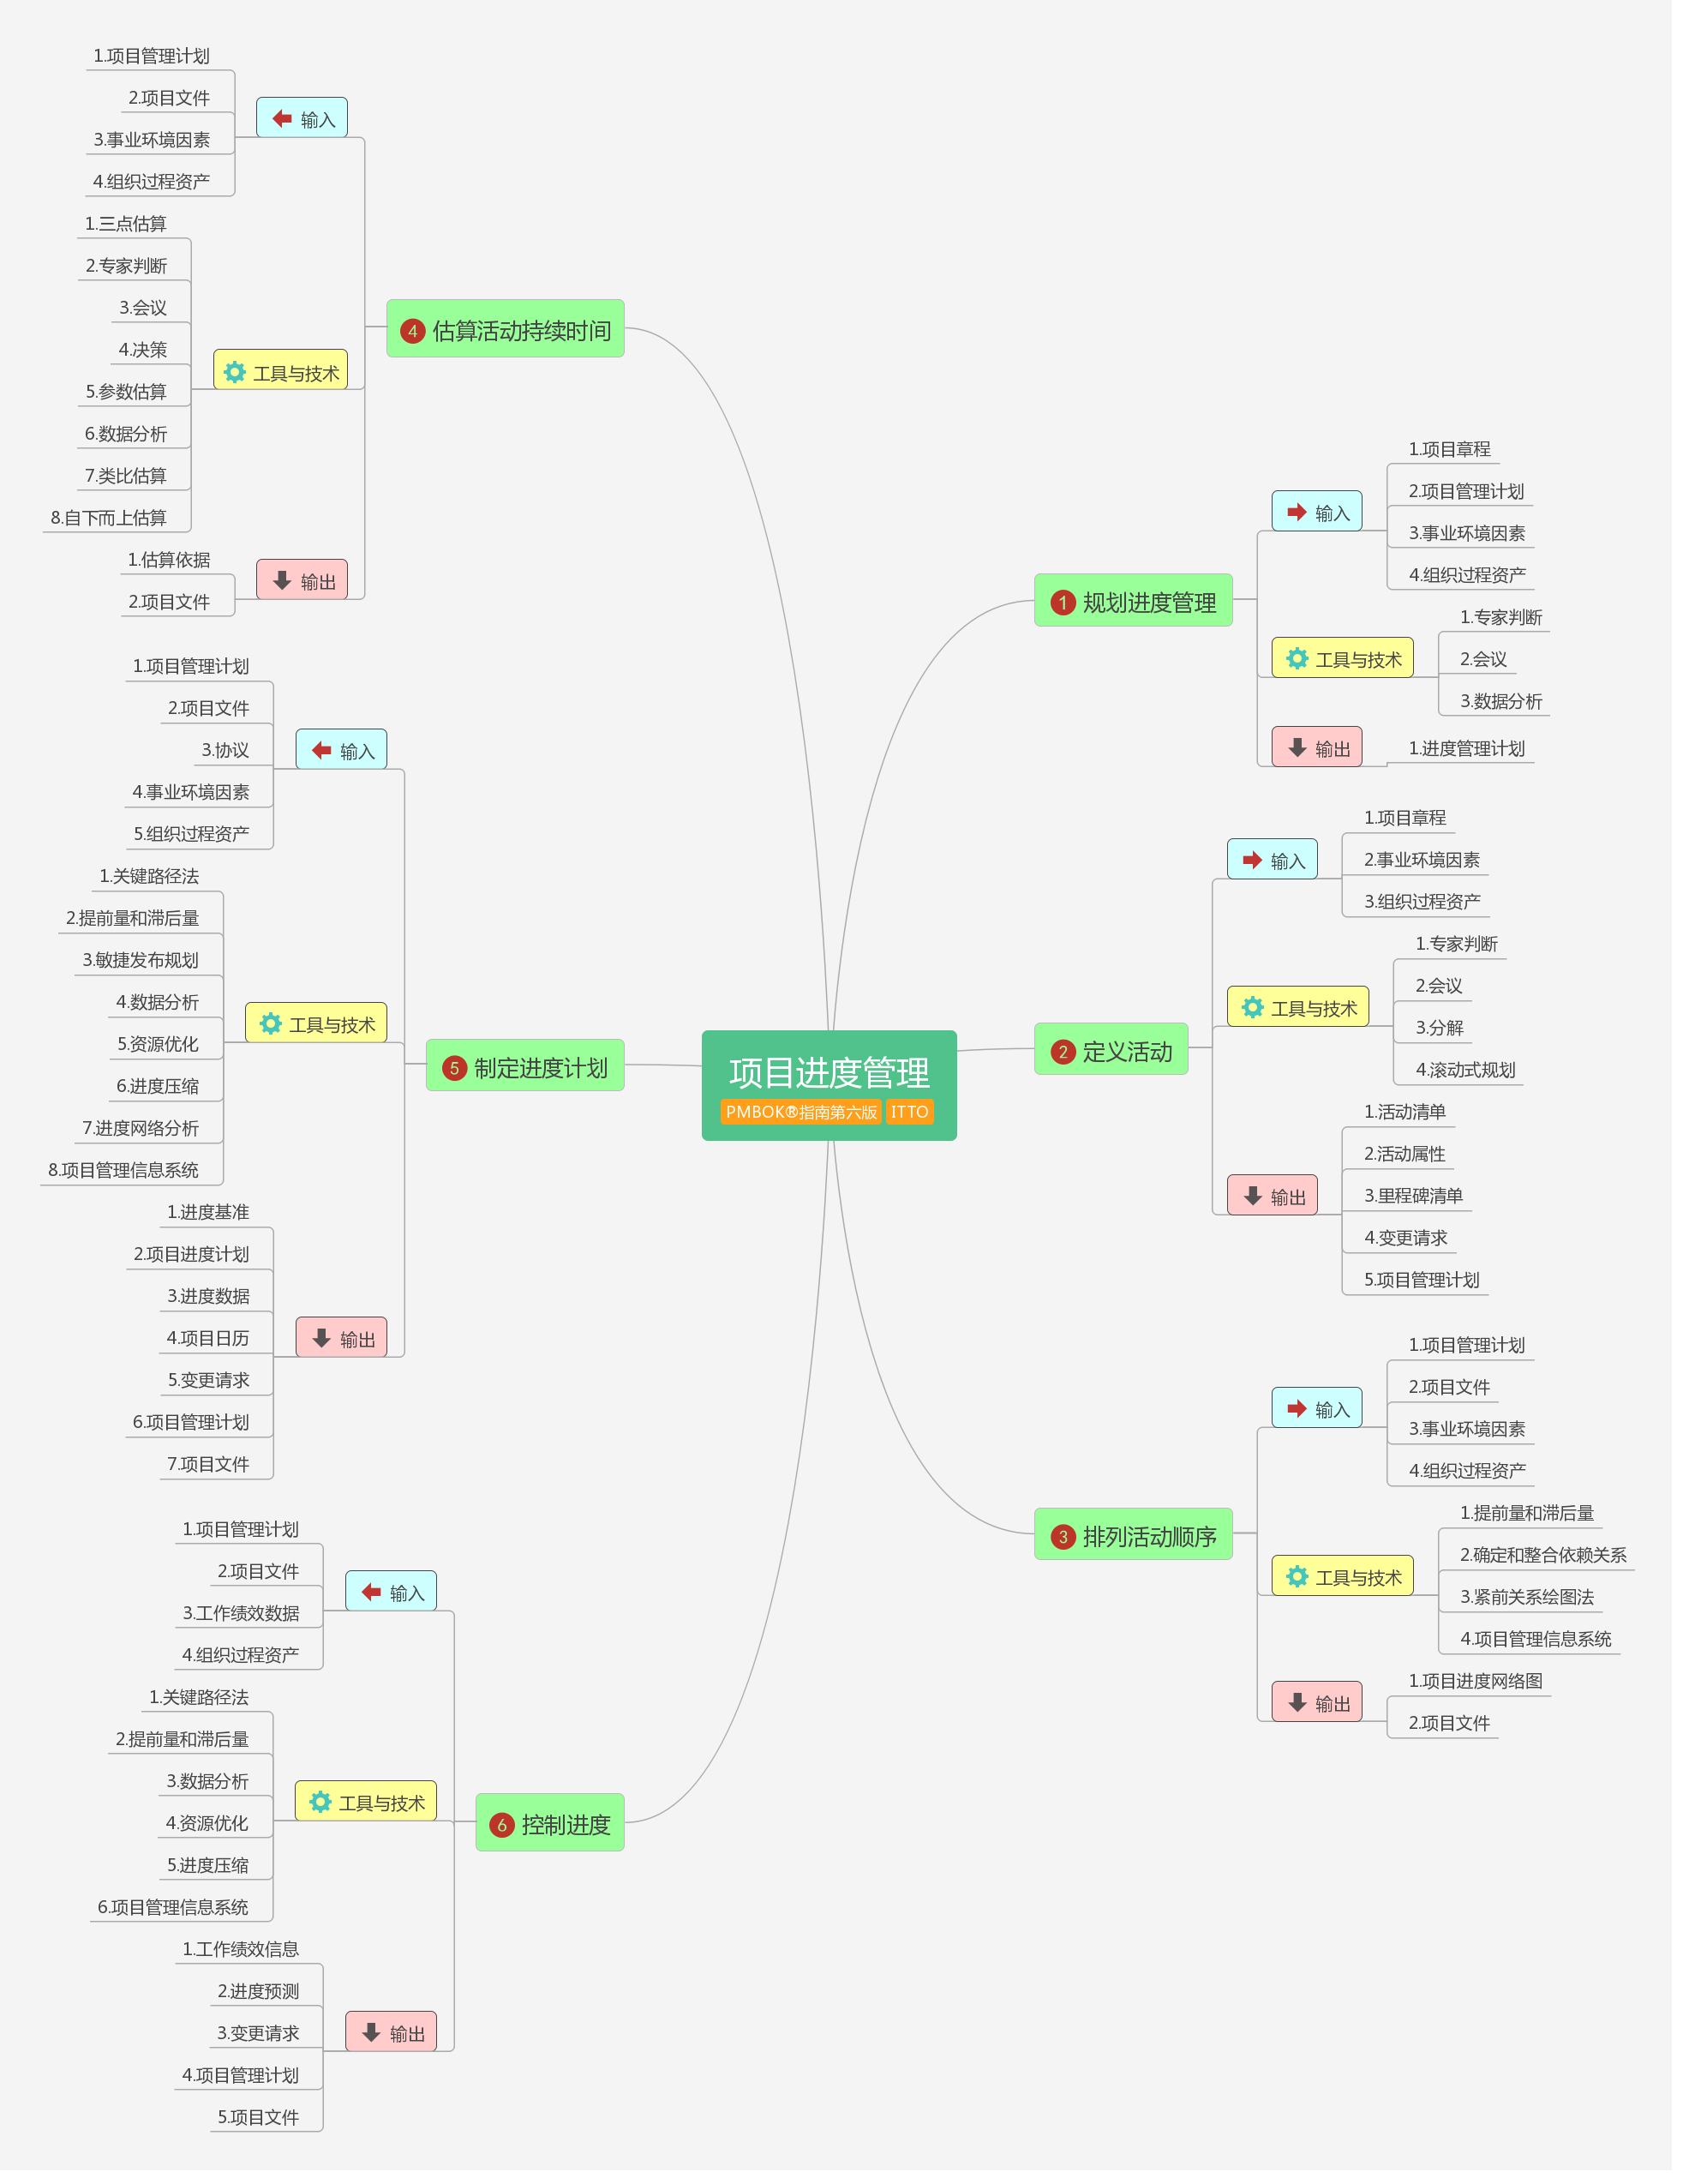 项目进度管理
PMBOK®指南第六版 ITTO
1 规划进度管理
输入
1.项目章程
2.项目管理计划
3.事业环境因素
4.组织过程资产
工具与技术
1.专家判断
2.会议
3.数据分析
输出
1.进度管理计划
2 定义活动
输入
1.项目章程
2.事业环境因素
3.组织过程资产
工具与技术
1.专家判断
2.会议
3.分解
4.滚动式规划
输出
1.活动清单
2.活动属性
3.里程碑清单
4.变更请求
5.项目管理计划
3 排列活动顺序
输入
1.项目管理计划
2.项目文件
3.事业环境因素
4.组织过程资产
工具与技术
1.提前量和滞后量
2.确定和整合依赖关系
3.紧前关系绘图法
4.项目管理信息系统
输出
1.项目进度网络图
2.项目文件
4 估算活动持续时间
输入
1.项目管理计划
2.项目文件
3.事业环境因素
4.组织过程资产
工具与技术
1.三点估算
2.专家判断
3.会议
4.决策
5.参数估算
6.数据分析
7.类比估算
8.自下而上估算
输出
1.估算依据
2.项目文件
5 制定进度计划
输入
1.项目管理计划
2.项目文件
3.协议
4.事业环境因素
5.组织过程资产
工具与技术
1.关键路径法
2.提前量和滞后量
3.敏捷发布规划
4.数据分析
5.资源优化
6.进度压缩
7.进度网络分析
8.项目管理信息系统
输出
1.进度基准
2.项目进度计划
3.进度数据
4.项目日历
5.变更请求
6.项目管理计划
7.项目文件
6 控制进度
输入
1.项目管理计划
2.项目文件
3.工作绩效数据
4.组织过程资产
工具与技术
1.关键路径法
2.提前量和滞后量
3.数据分析
4.资源优化
5.进度压缩
6.项目管理信息系统
输出
1.工作绩效信息
2.进度预测
3.变更请求
4.项目管理计划
5.项目文件